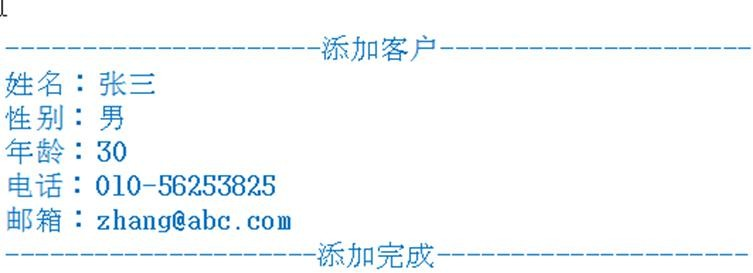 ---------------------添加客户---------------------
姓名：张三
性别：男
年龄：30
电话：010-56253825
邮箱：zhang@abc.com
---------------------添加完成---------------------